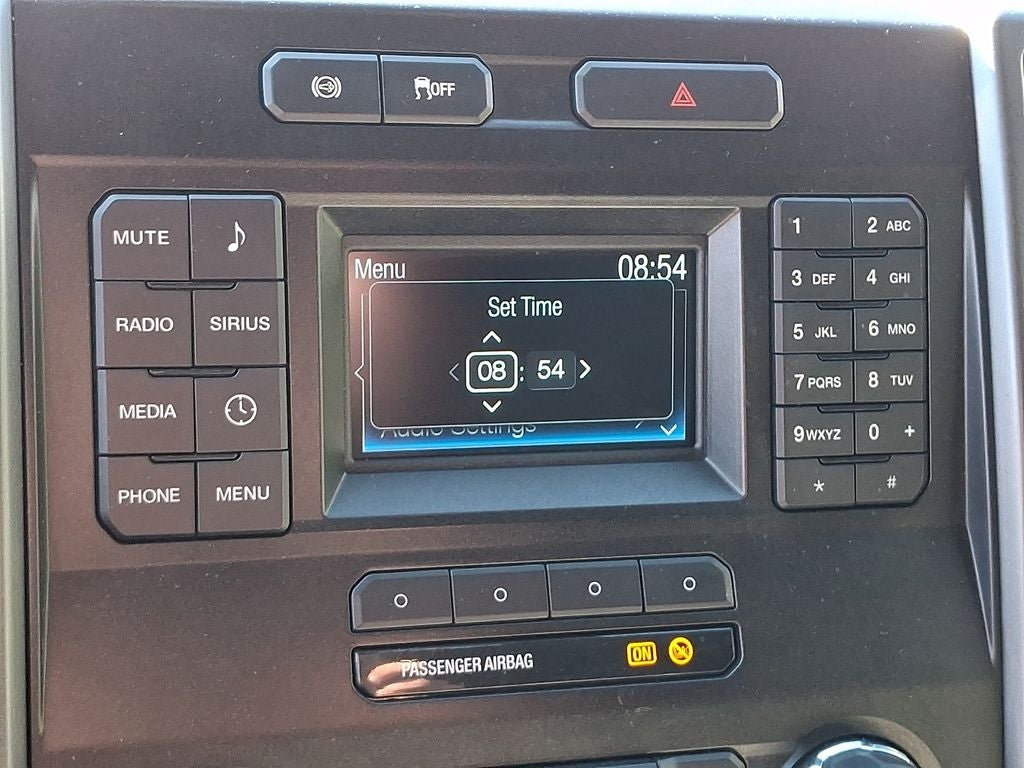 OFF
MUTE
RADIO
SIRIUS
MEDIA
PHONE
MENU
Menu
08:54
Set Time
08 : 54
Audio Settings
1
2 ABC
3 DEF
4 GHI
5 JKL
6 MNO
7 PQRS
8 TUV
9 WXYZ
0 +
*
#
PASSENGER AIRBAG
ON